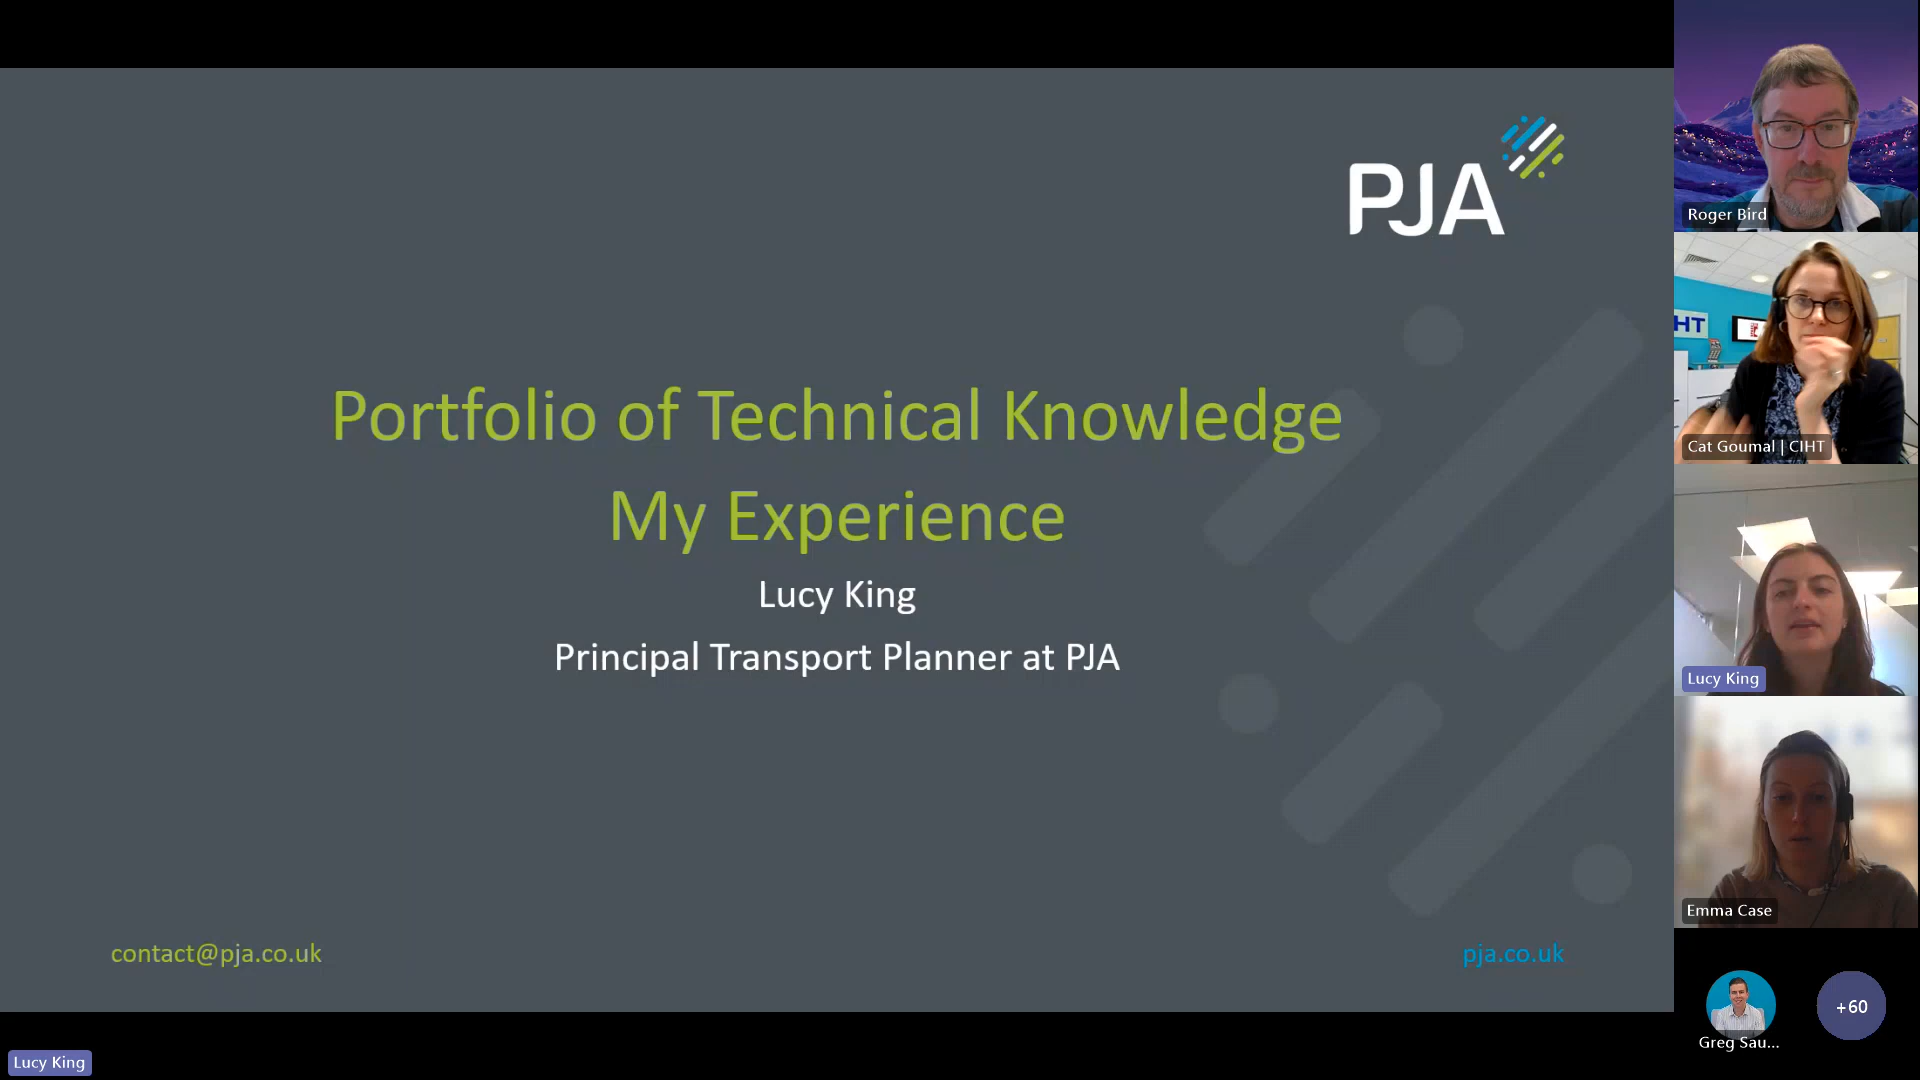 PJA
Portfolio of Technical Knowledge
My Experience
Lucy King
Principal Transport Planner at PJA
contact@pja.co.uk
pja.co.uk
Roger Bird
HT
Cat Goumal | CIHT
Lucy King
Emma Case
Greg Sau...
+60
Lucy King